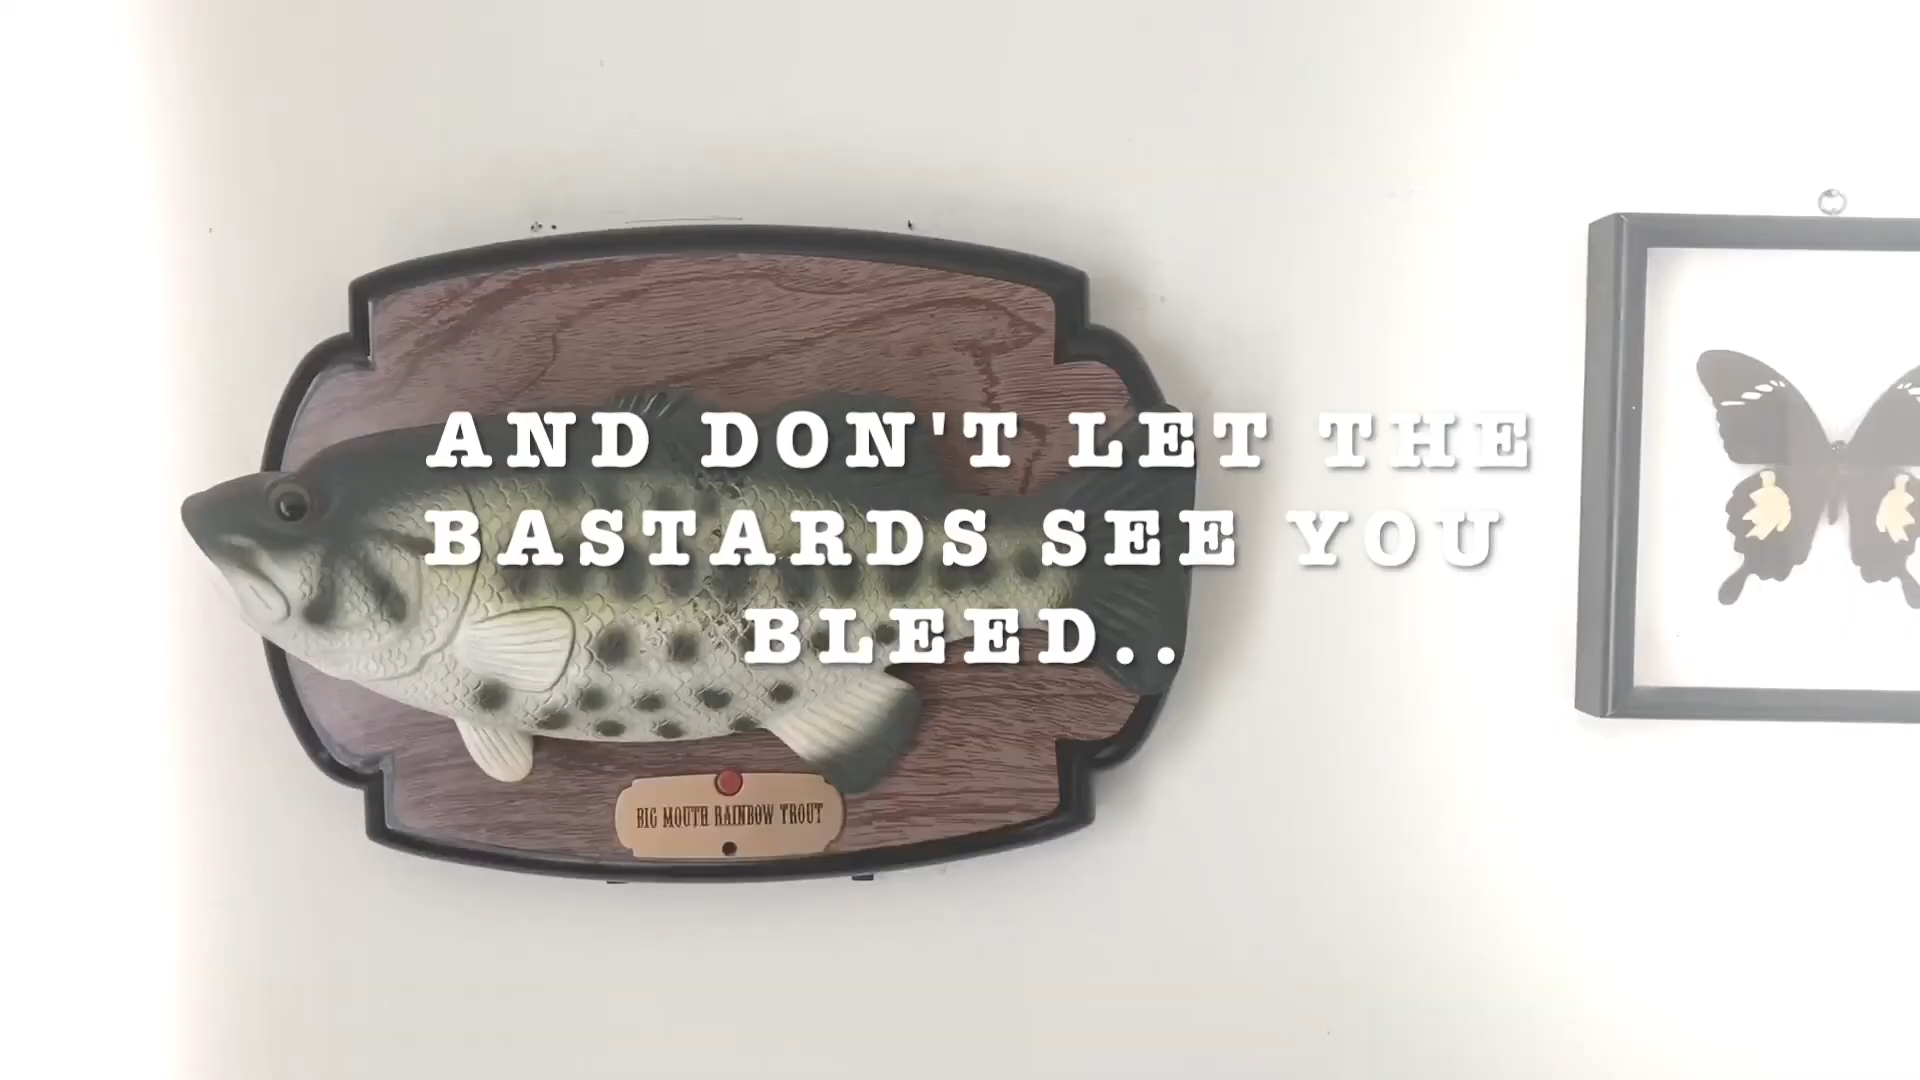 AND DON'T LET THE
BASTARDS SEE YOU
BLEED..
BIG MOUTH RAINBOW TROUT